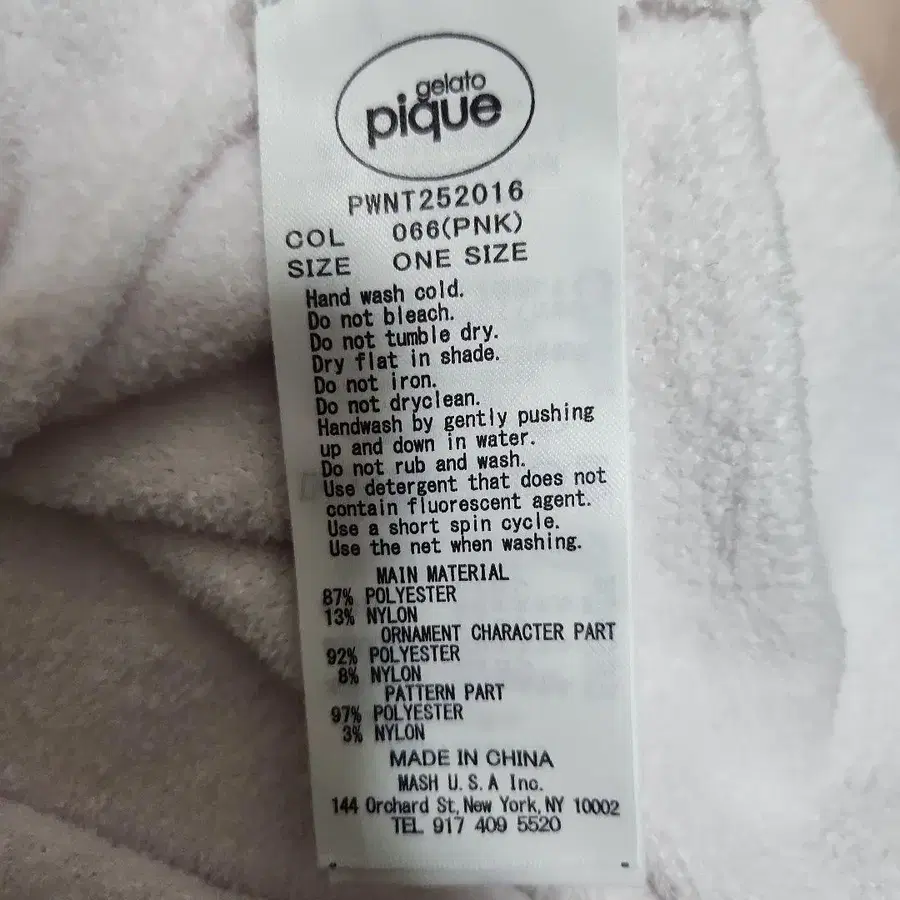 gelato
pique
PWNT252016
COL 066(PNK)
SIZE ONE SIZE
Hand wash cold.
Do not bleach.
Do not tumble dry.
Dry flat in shade.
Do not iron.
Do not dryclean.
Handwash by gently pushing
up and down in water.
Do not rub and wash.
Use detergent that does not
contain fluorescent agent.
Use a short spin cycle.
Use the net when washing.
MAIN MATERIAL
87% POLYESTER
13% NYLON
ORNAMENT CHARACTER PART
92% POLYESTER
8% NYLON
PATTERN PART
97% POLYESTER
3% NYLON
MADE IN CHINA
MASH U.S.A Inc.
144 Orchard St, New York, NY 10002
TEL 917 409 5520